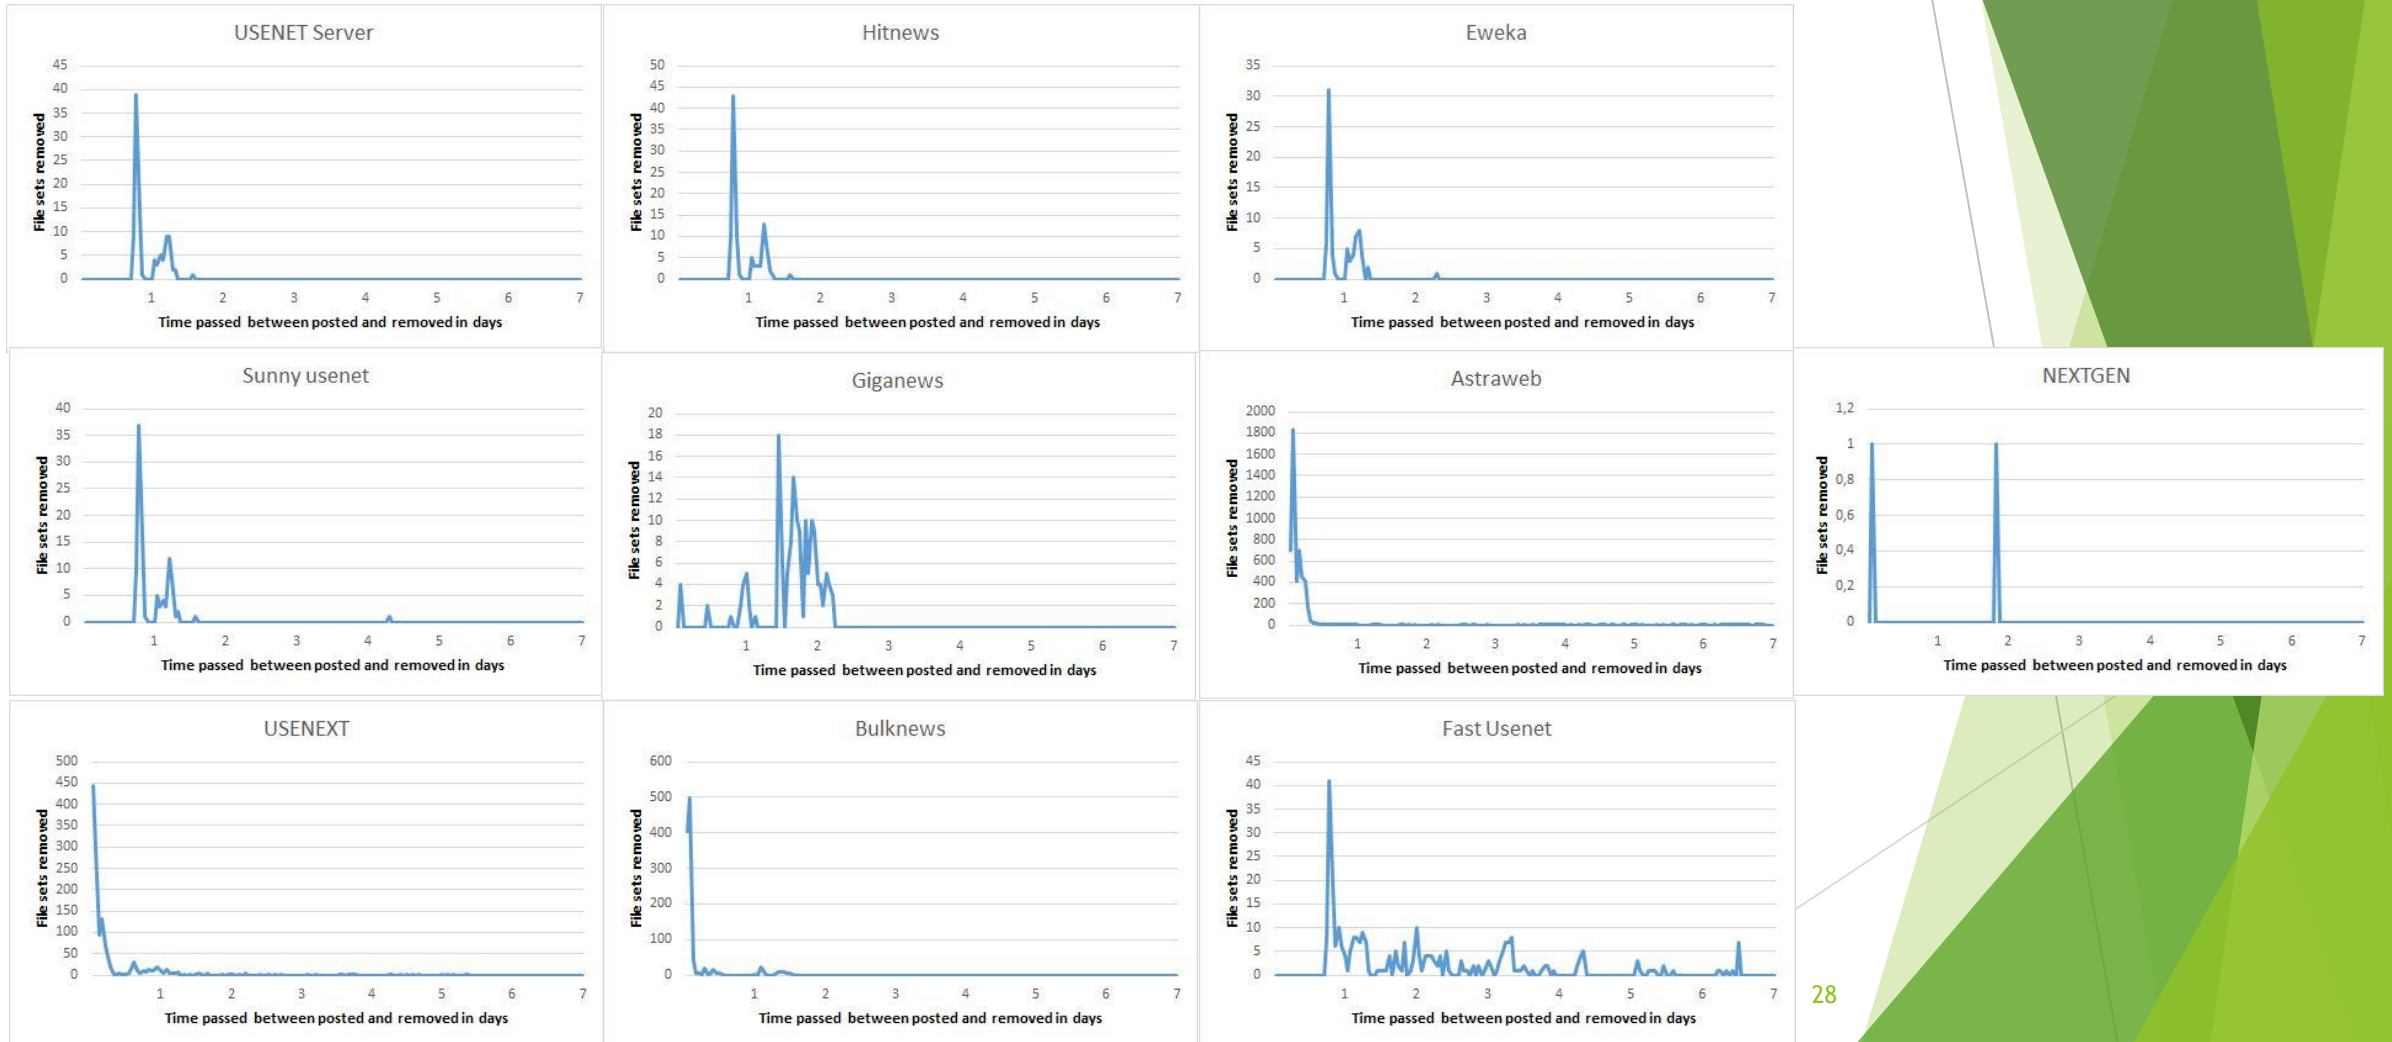 USENET Server
45
40
35
30
25
20
15
10
5
0
File sets removed
1 2 3 4 5 6 7
Time passed between posted and removed in days
Hitnews
50
45
40
35
30
25
20
15
10
5
0
File sets removed
1 2 3 4 5 6 7
Time passed between posted and removed in days
Eweka
35
30
25
20
15
10
5
0
File sets removed
1 2 3 4 5 6 7
Time passed between posted and removed in days
Sunny usenet
40
35
30
25
20
15
10
5
0
File sets removed
1 2 3 4 5 6 7
Time passed between posted and removed in days
Giganews
20
18
16
14
12
10
8
6
4
2
0
File sets removed
1 2 3 4 5 6 7
Time passed between posted and removed in days
Astraweb
2000
1800
1600
1400
1200
1000
800
600
400
200
0
File sets removed
1 2 3 4 5 6 7
Time passed between posted and removed in days
NEXTGEN
1,2
1
0,8
0,6
0,4
0,2
0
File sets removed
1 2 3 4 5 6 7
Time passed between posted and removed in days
USENEXT
500
450
400
350
300
250
200
150
100
50
0
File sets removed
1 2 3 4 5 6 7
Time passed between posted and removed in days
Bulknews
600
500
400
300
200
100
0
File sets removed
1 2 3 4 5 6 7
Time passed between posted and removed in days
Fast Usenet
45
40
35
30
25
20
15
10
5
0
File sets removed
1 2 3 4 5 6 7
Time passed between posted and removed in days
28